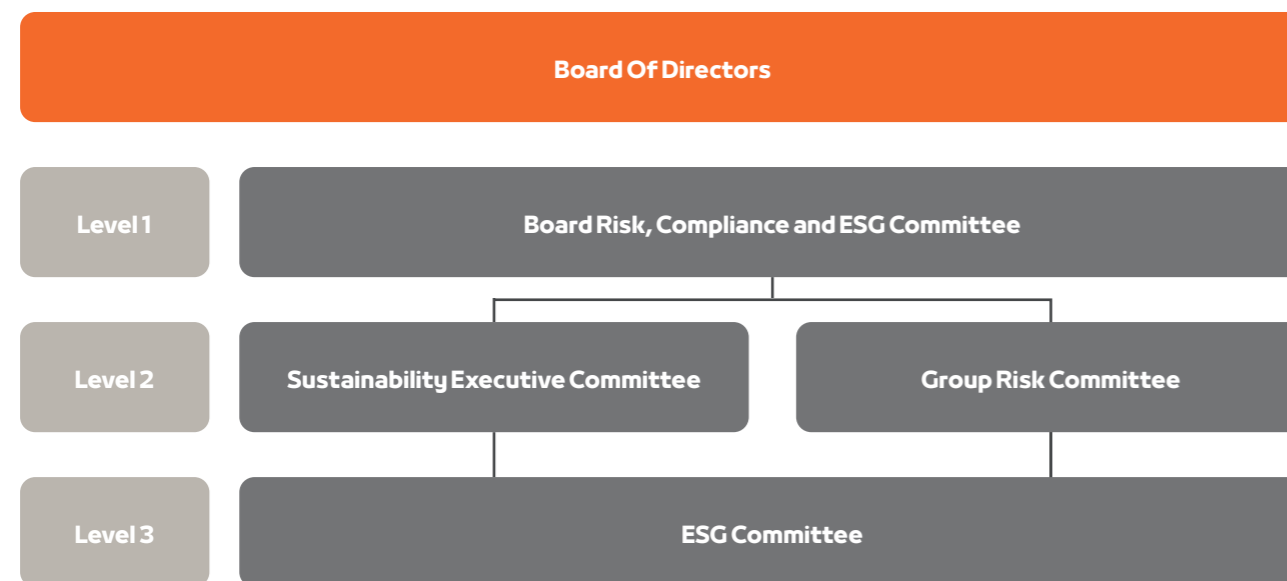 Board Of Directors
Level 1
Board Risk, Compliance and ESG Committee
Level 2
Sustainability Executive Committee
Group Risk Committee
Level 3
ESG Committee